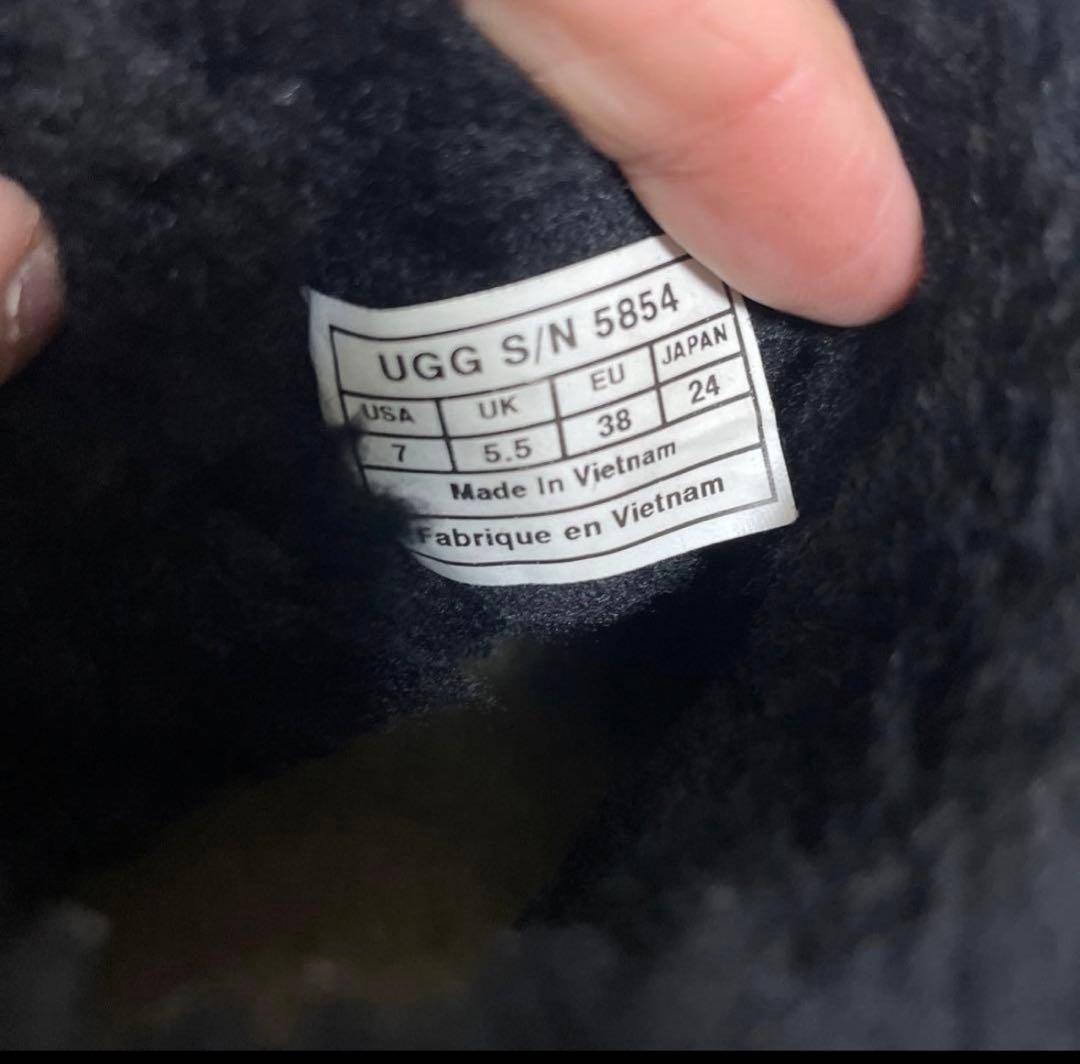 UGG S/N 5854
USA UK EU JAPAN
7 5.5 38 24
Made In Vietnam
Fabrique en Vietnam